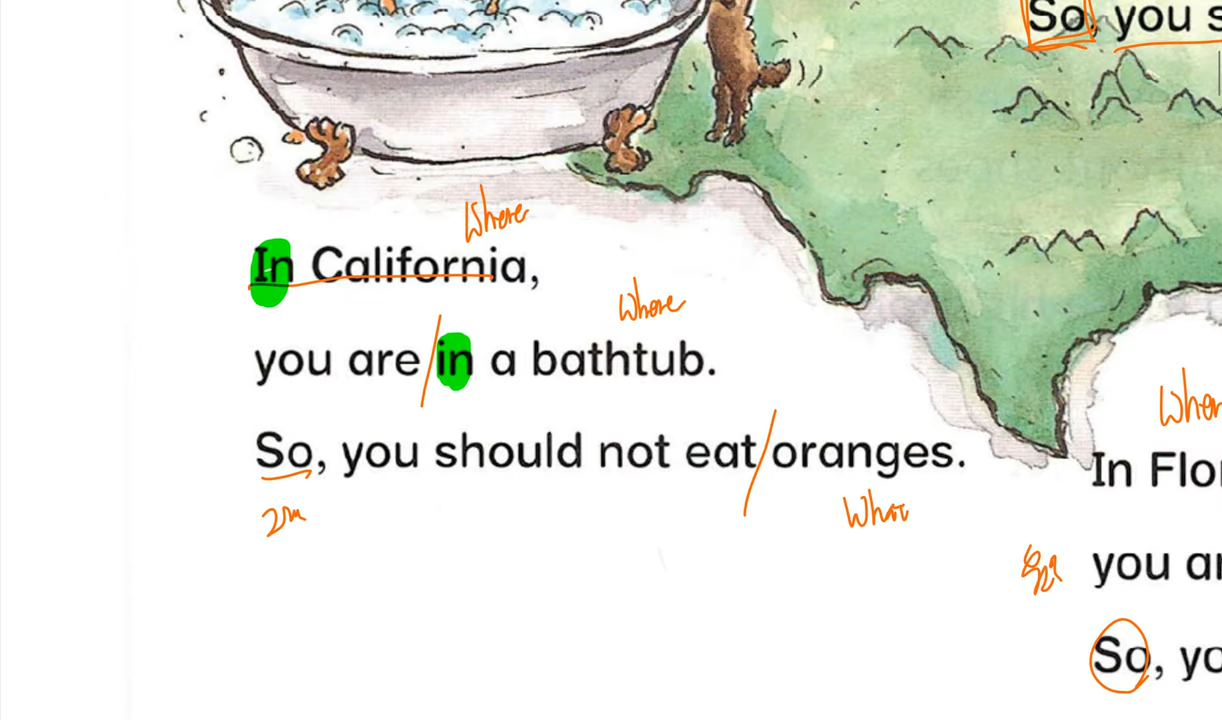 So, you s
Where
In California,
Where
you are in a bathtub.
So, you should not eat oranges.
What
Wher
In Flo
you ar
So, yo